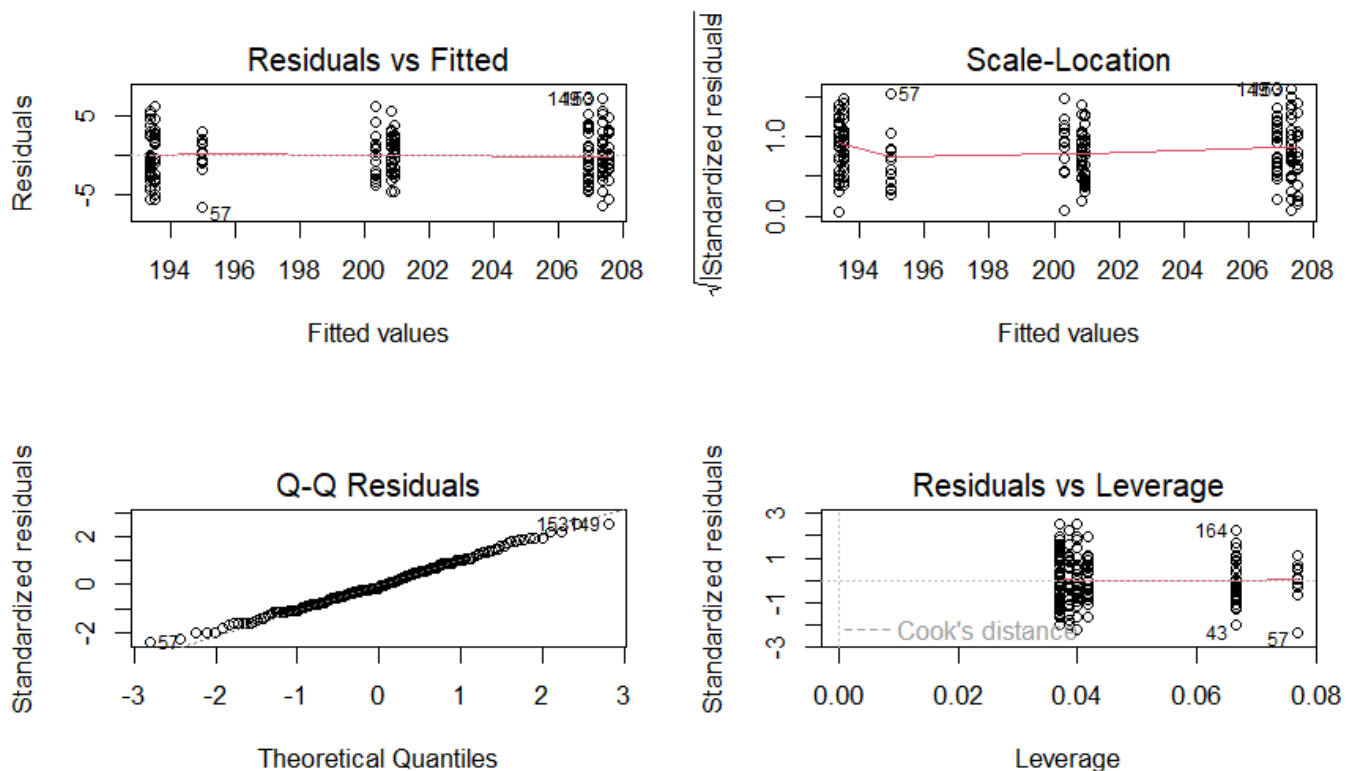 Residuals vs Fitted
Residuals
5
-5
57
194 196 198 200 202 204 206 208
Fitted values
Scale-Location
√|Standardized residuals
1.0
0.0
57
194 196 198 200 202 204 206 208
Fitted values
Q-Q Residuals
Standardized residuals
2
0
-2
57
-3 -2 -1 0 1 2 3
Theoretical Quantiles
Residuals vs Leverage
Standardized residuals
3
1
-1
-3
164
43
57
Cook's distance
0.00 0.02 0.04 0.06 0.08
Leverage